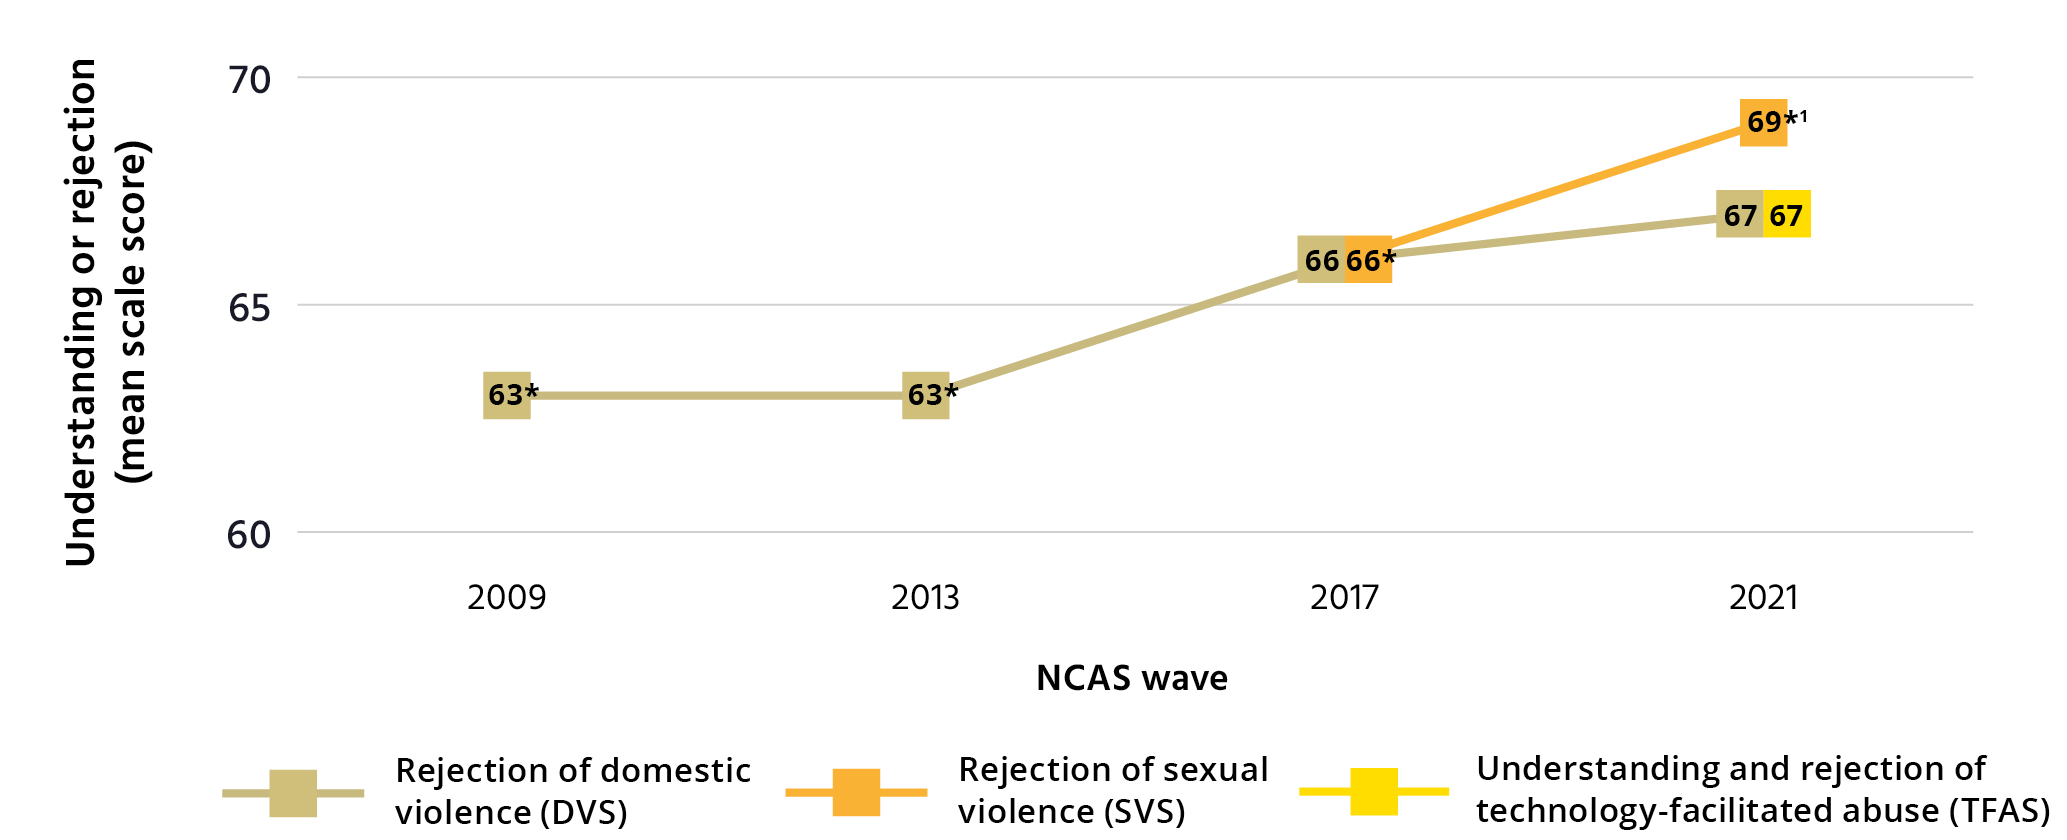 Understanding or rejection
(mean scale score)
70
65
60
63*
63*
66
66*
69*¹
67
67
2009
2013
2017
2021
NCAS wave
Rejection of domestic
violence (DVS)
Rejection of sexual
violence (SVS)
Understanding and rejection of
technology-facilitated abuse (TFAS)